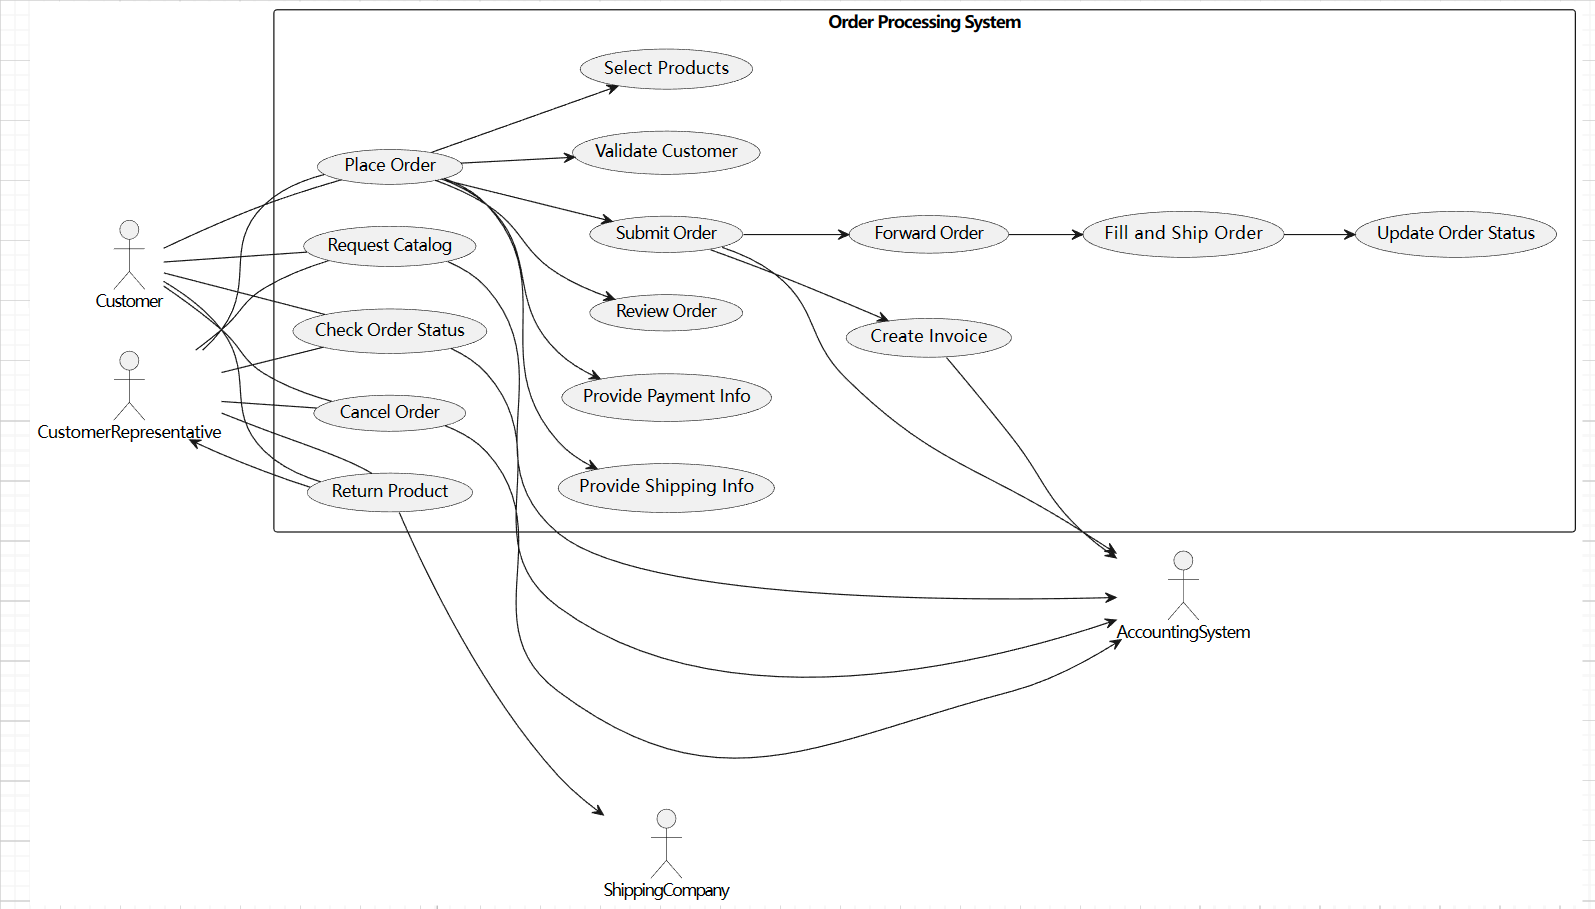 Order Processing System
Select Products
Validate Customer
Place Order
Submit Order
Forward Order
Fill and Ship Order
Update Order Status
Request Catalog
Customer
Review Order
Check Order Status
Create Invoice
Provide Payment Info
Cancel Order
CustomerRepresentative
Return Product
Provide Shipping Info
AccountingSystem
ShippingCompany